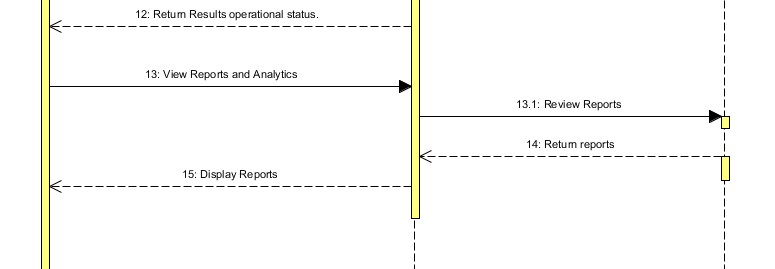 12: Return Results operational status.
13: View Reports and Analytics
13.1: Review Reports
14: Return reports
15: Display Reports